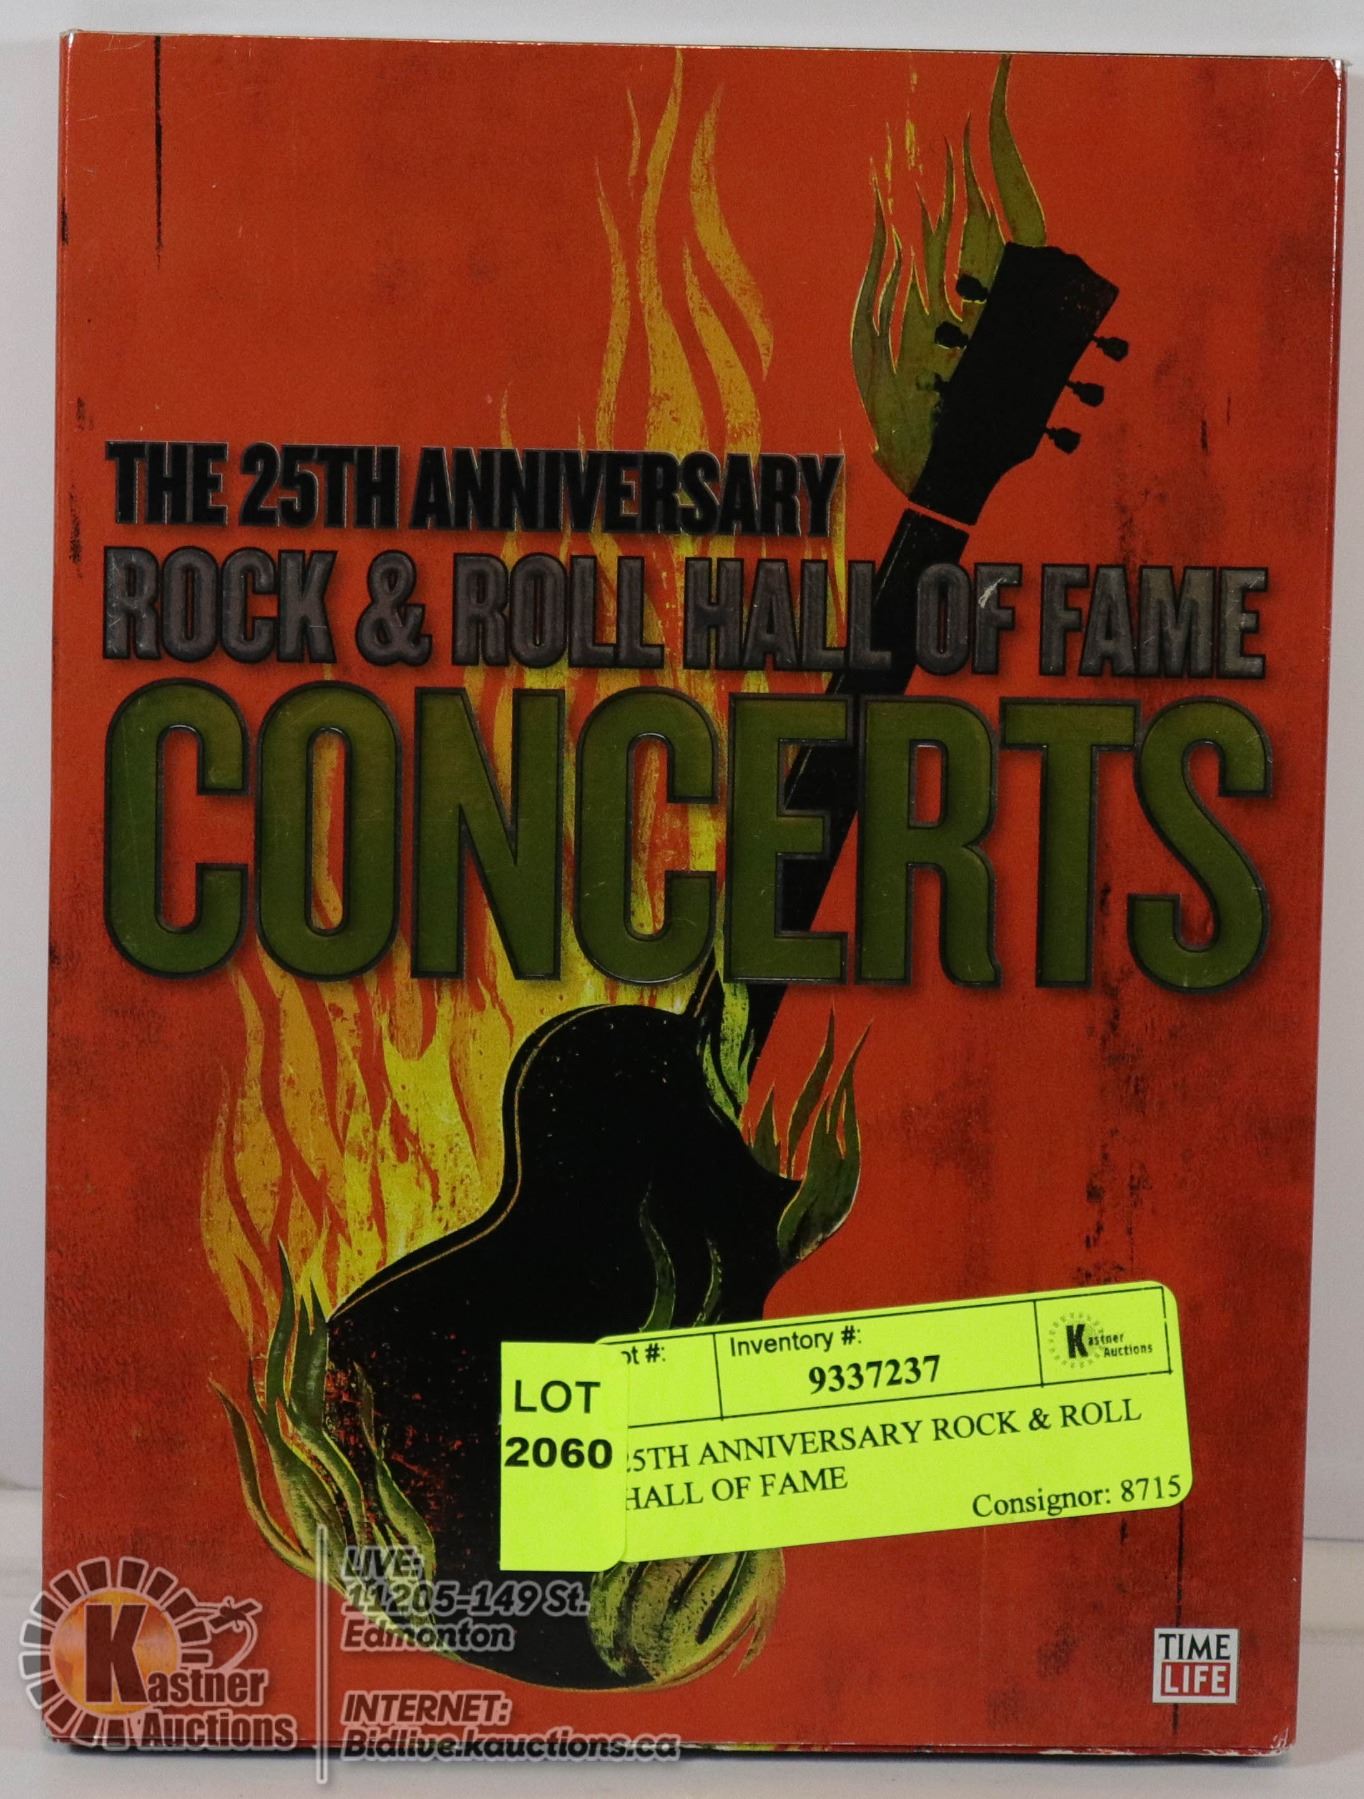 THE 25TH ANNIVERSARY
ROCK & ROLL HALL OF FAME
CONCERTS
LOT
2060
ot #:
Inventory #:
9337237
Kastner
Auctions
25TH ANNIVERSARY ROCK & ROLL
HALL OF FAME
Consignor: 8715
TIME
LIFE
Kastner
Auctions
LIVE:
11205-149 St.
Edmonton
INTERNET:
Bidlive.kauctions.ca